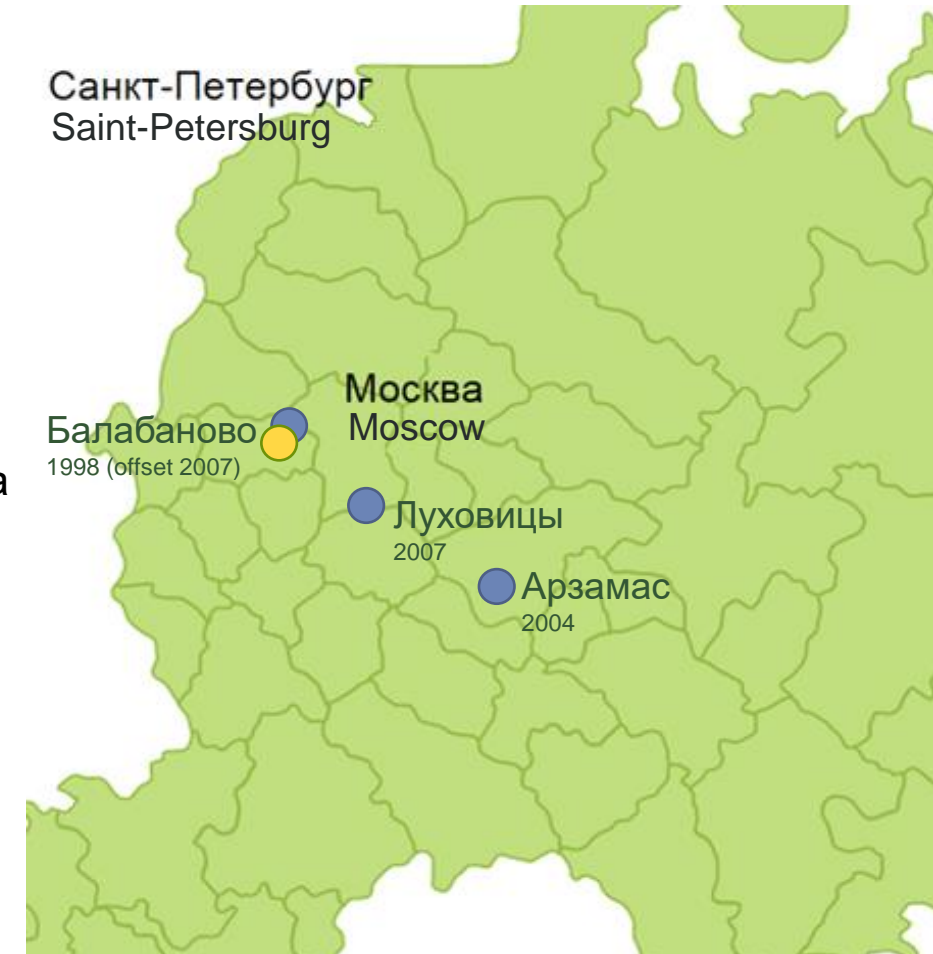 Санкт-Петербург
Saint-Petersburg
Москва
Moscow
Балабаново
1998 (offset 2007)
а
Луховицы
2007
Арзамас
2004